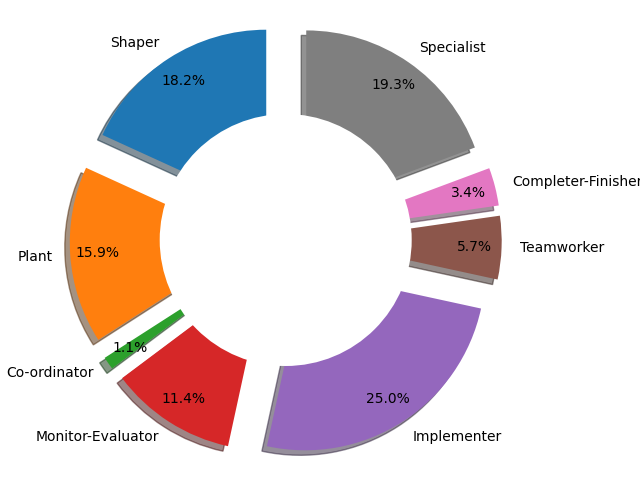 Shaper
Specialist
18.2%
19.3%
Completer-Finisher
3.4%
Plant
15.9%
5.7%
Teamworker
1.1%
Co-ordinator
11.4%
25.0%
Monitor-Evaluator
Implementer